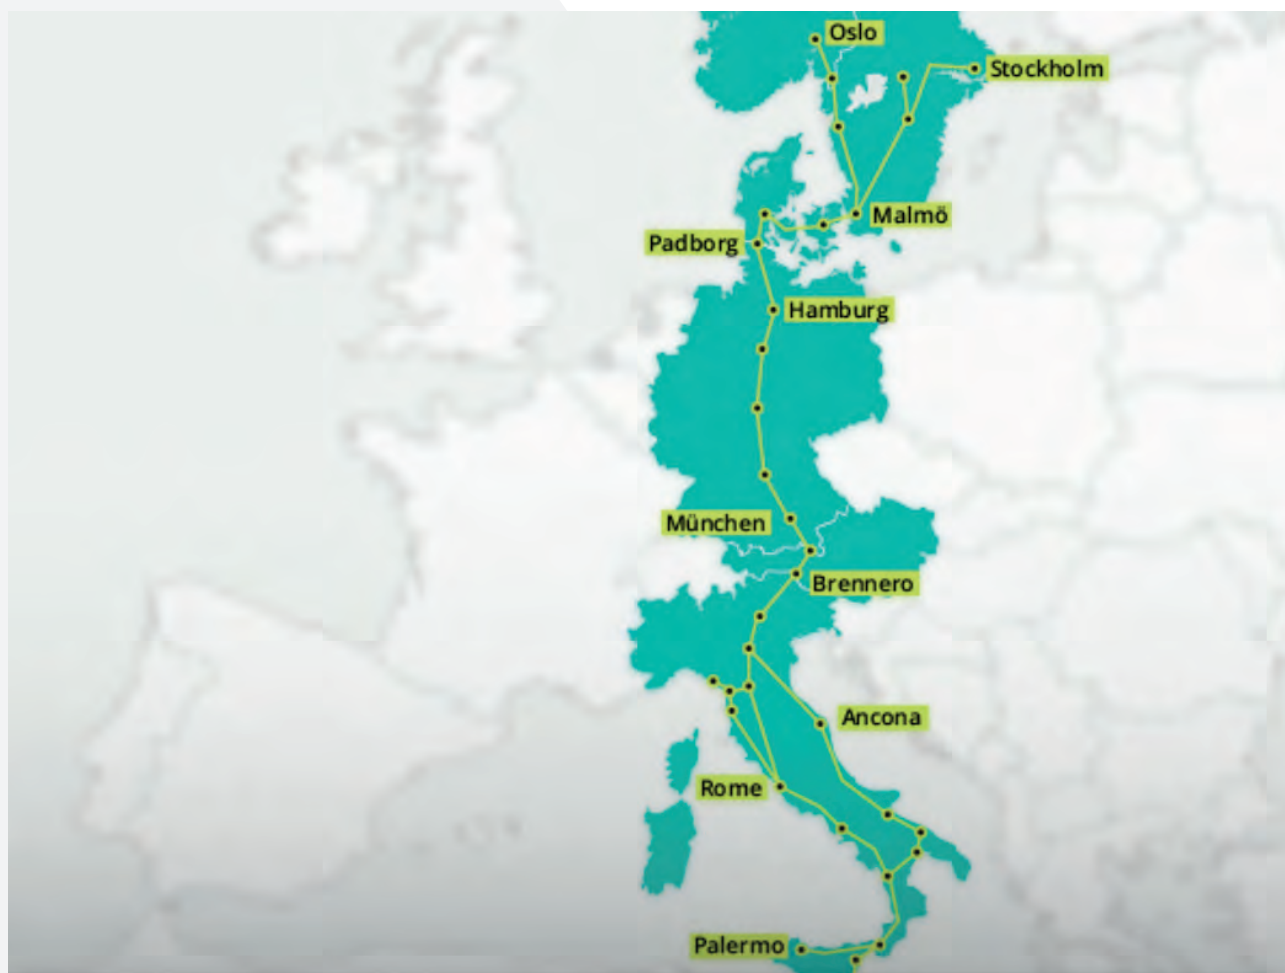 Oslo
Stockholm
Malmö
Padborg
Hamburg
München
Brennero
Ancona
Rome
Palermo